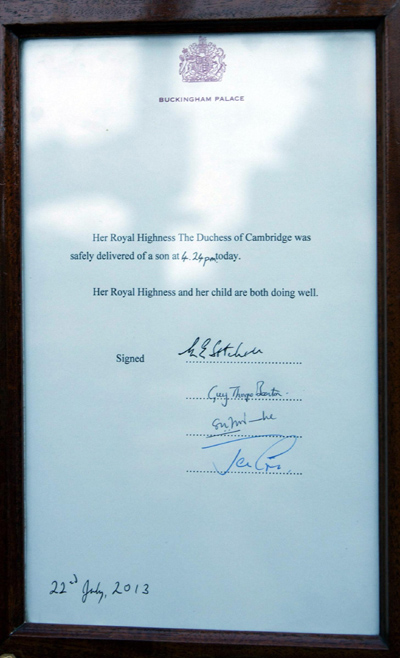 BUCKINGHAM PALACE
Her Royal Highness The Duchess of Cambridge was
safely delivered of a son at 4.24pm today.
Her Royal Highness and her child are both doing well.
Signed
Guy Thorpe Beeston
22nd July, 2013